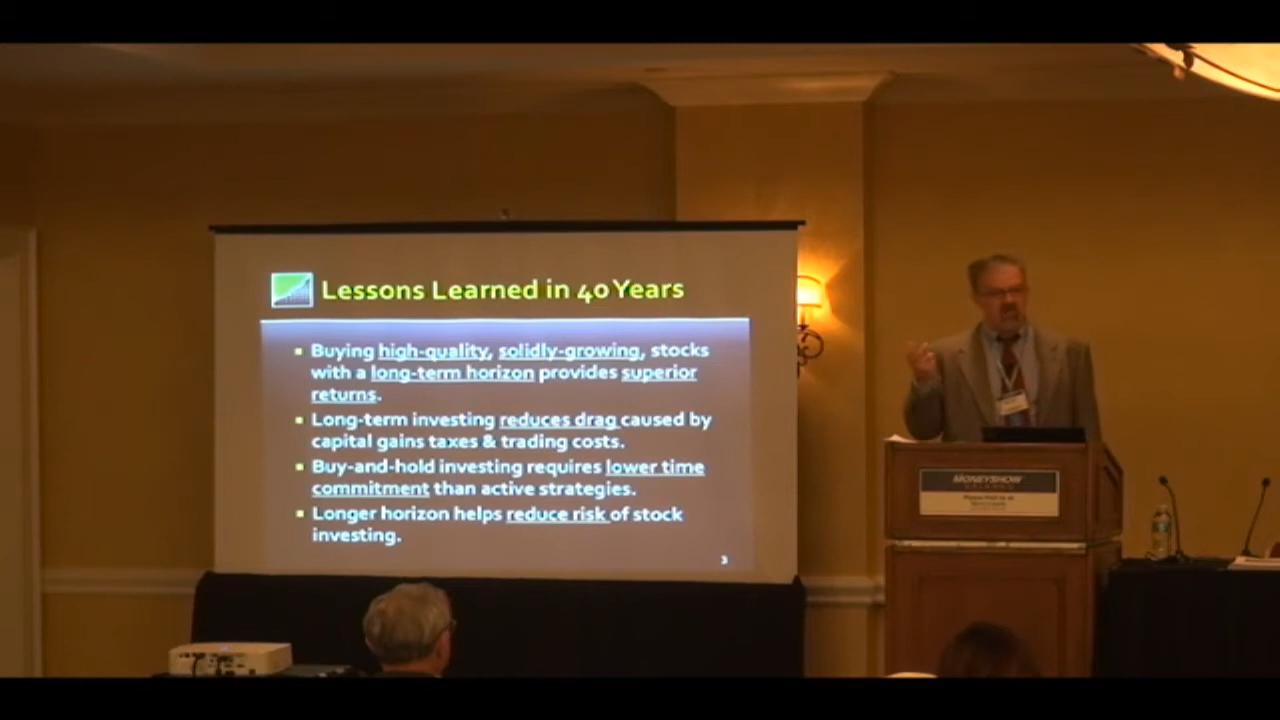 Lessons Learned in 40 Years
Buying high-quality, solidly-growing, stocks
with a long-term horizon provides superior
returns.
Long-term investing reduces drag caused by
capital gains taxes & trading costs.
Buy-and-hold investing requires lower time
commitment than active strategies.
Longer horizon helps reduce risk of stock
investing.
3
MONEYSHOW